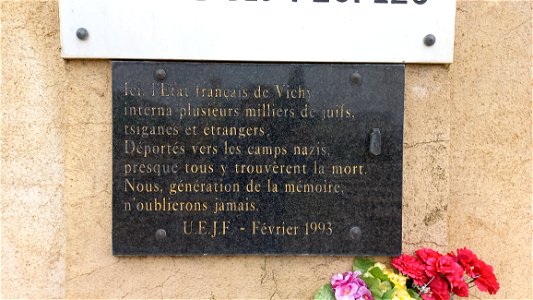 Ici, l'Etat français de Vichy
interna plusieurs milliers de juifs,
tsiganes et étrangers.
Déportés vers les camps nazis,
presque tous y trouvèrent la mort.
Nous, génération de la mémoire,
n'oublierons jamais.
U.E.J.F. - Février 1993